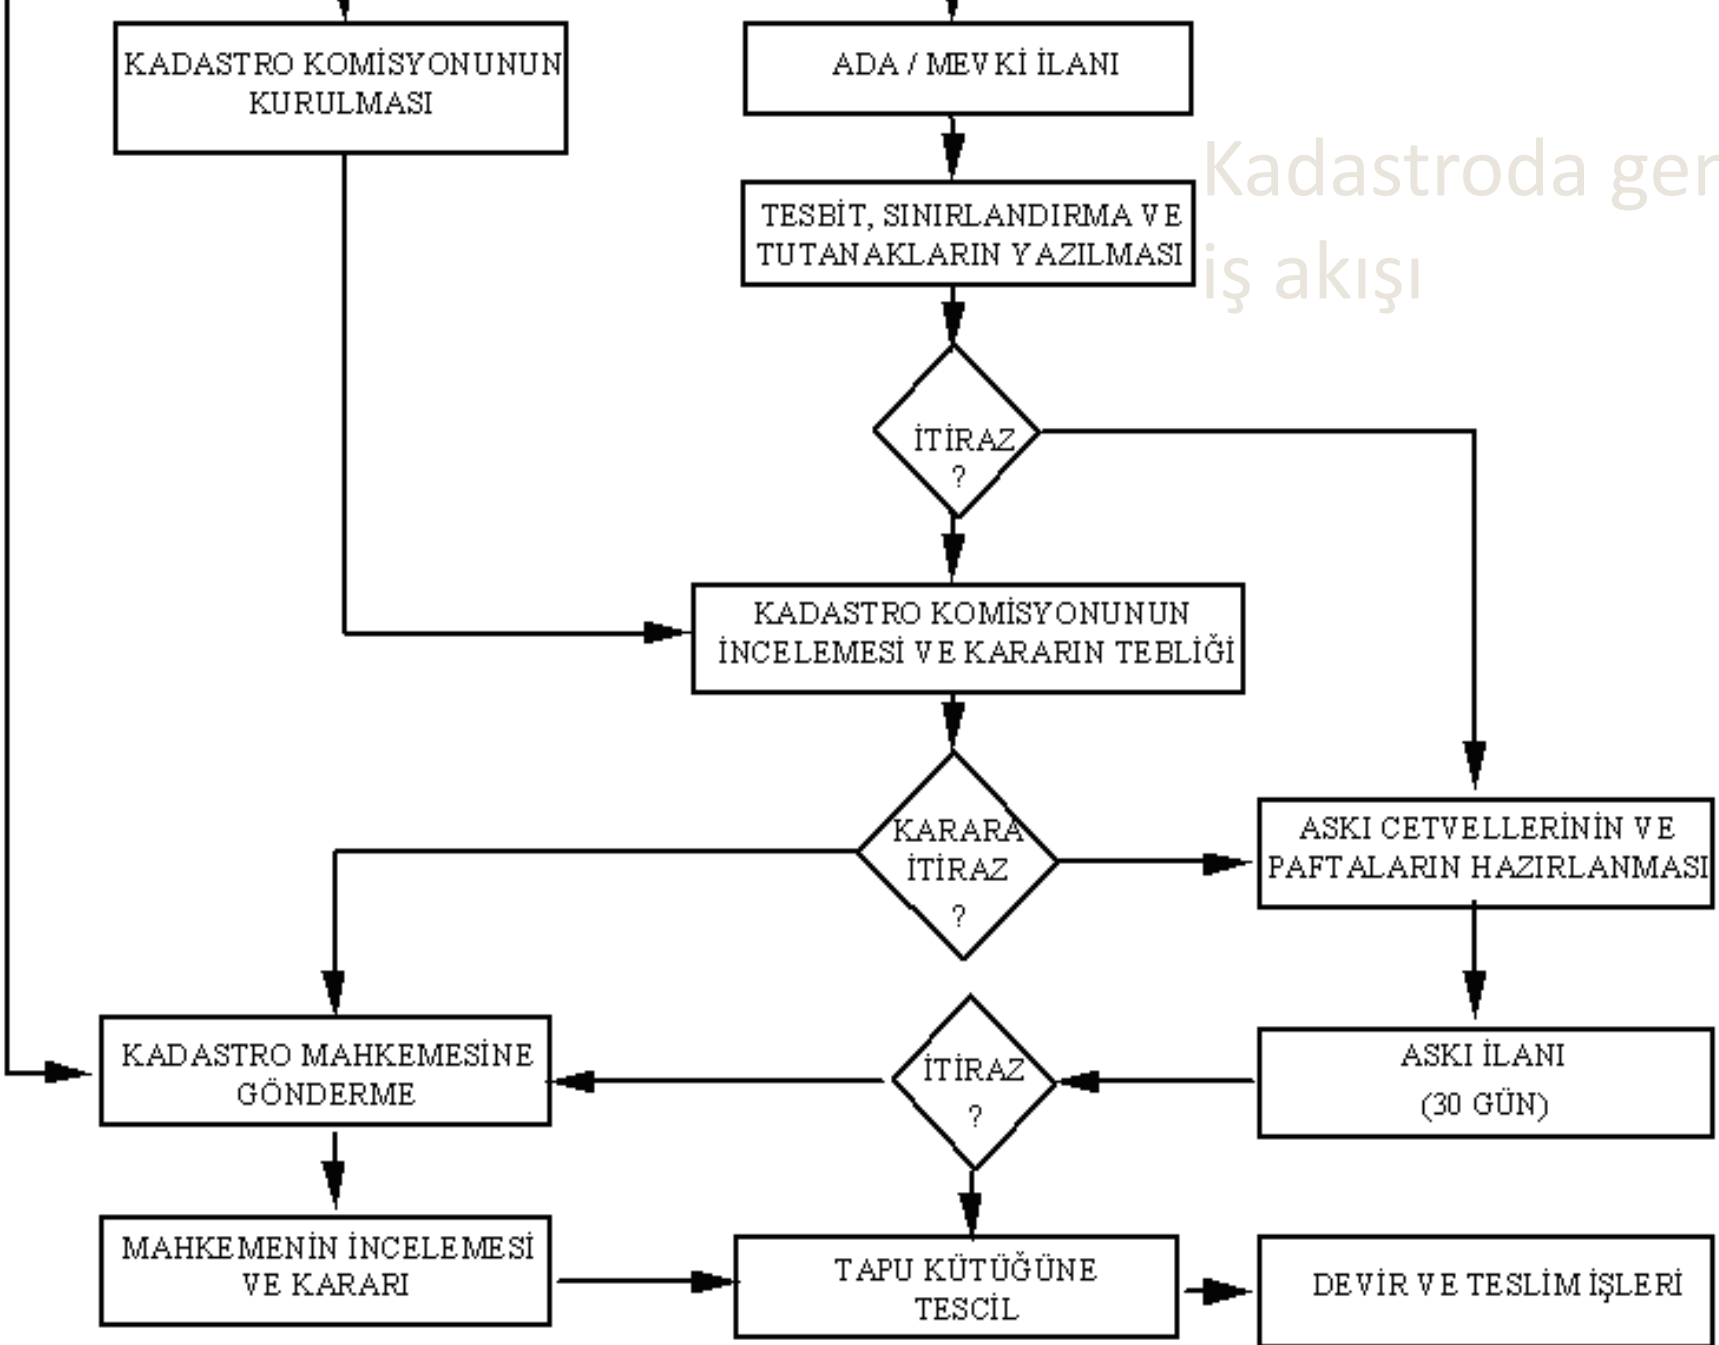 KADASTRO KOMİSYONUNUN
KURULMASI
ADA / MEVKİ İLANI
Kadastroda ger
iş akışı
TESBİT, SINIRLANDIRMA VE
TUTANAKLARIN YAZILMASI
İTİRAZ
?
KADASTRO KOMİSYONUNUN
İNCELEMESİ VE KARARIN TEBLİĞİ
KARARA
İTİRAZ
?
ASKI CETVELLERİNİN VE
PAFTALARIN HAZIRLANMASI
KADASTRO MAHKEMESİNE
GÖNDERME
İTİRAZ
?
ASKI İLANI
(30 GÜN)
MAHKEMENİN İNCELEMESİ
VE KARARI
TAPU KÜTÜĞÜNE
TESCİL
DEVİR VE TESLİM İŞLERİ